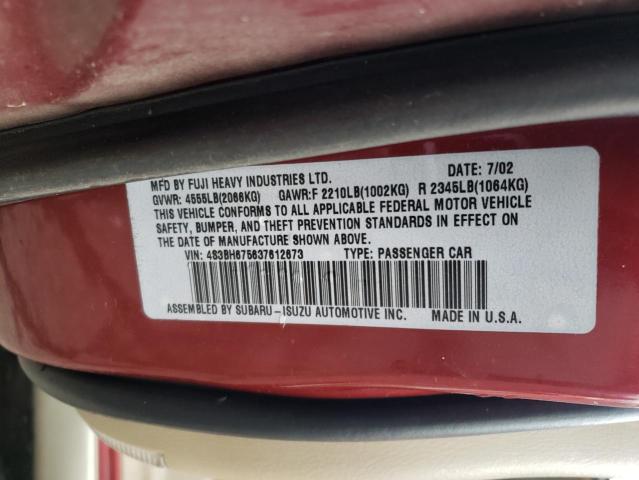 MFD BY FUJI HEAVY INDUSTRIES LTD. DATE: 7/02
GVWR: 4555LB(2066KG) GAWR:F 2210LB(1002KG) R 2345LB(1064KG)
THIS VEHICLE CONFORMS TO ALL APPLICABLE FEDERAL MOTOR VEHICLE
SAFETY, BUMPER, AND THEFT PREVENTION STANDARDS IN EFFECT ON
THE DATE OF MANUFACTURE SHOWN ABOVE.
VIN: 4S3BH675637612673 TYPE: PASSENGER CAR
ASSEMBLED BY SUBARU-ISUZU AUTOMOTIVE INC. MADE IN U.S.A.